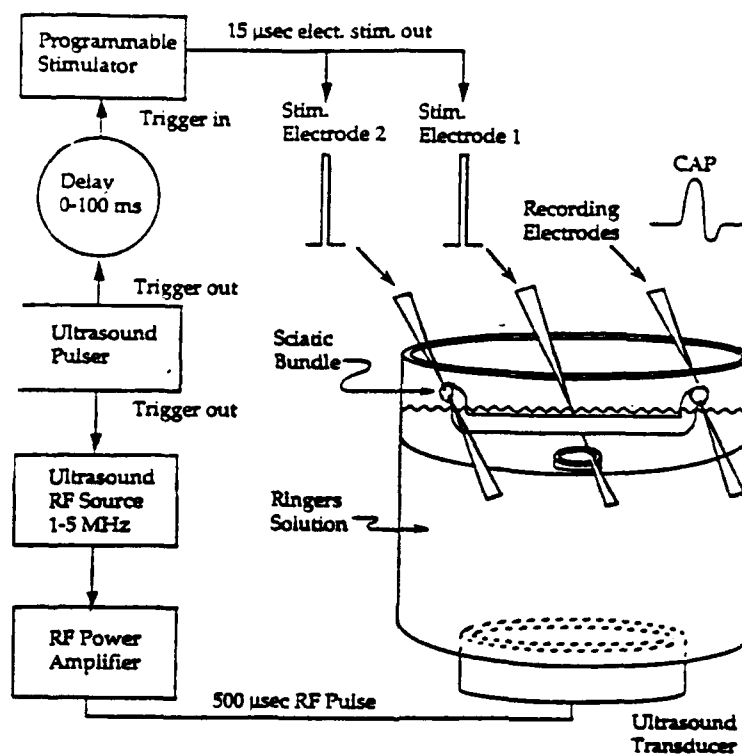 Programmable
Stimulator
15 µsec elect. stim. out
Trigger in
Stim.
Electrode 2
Stim.
Electrode 1
CAP
Delay
0-100 ms
Recording
Electrodes
Trigger out
Ultrasound
Pulser
Sciatic
Bundle
Trigger out
Ultrasound
RF Source
1-5 MHz
Ringers
Solution
RF Power
Amplifier
500 µsec RF Pulse
Ultrasound
Transducer